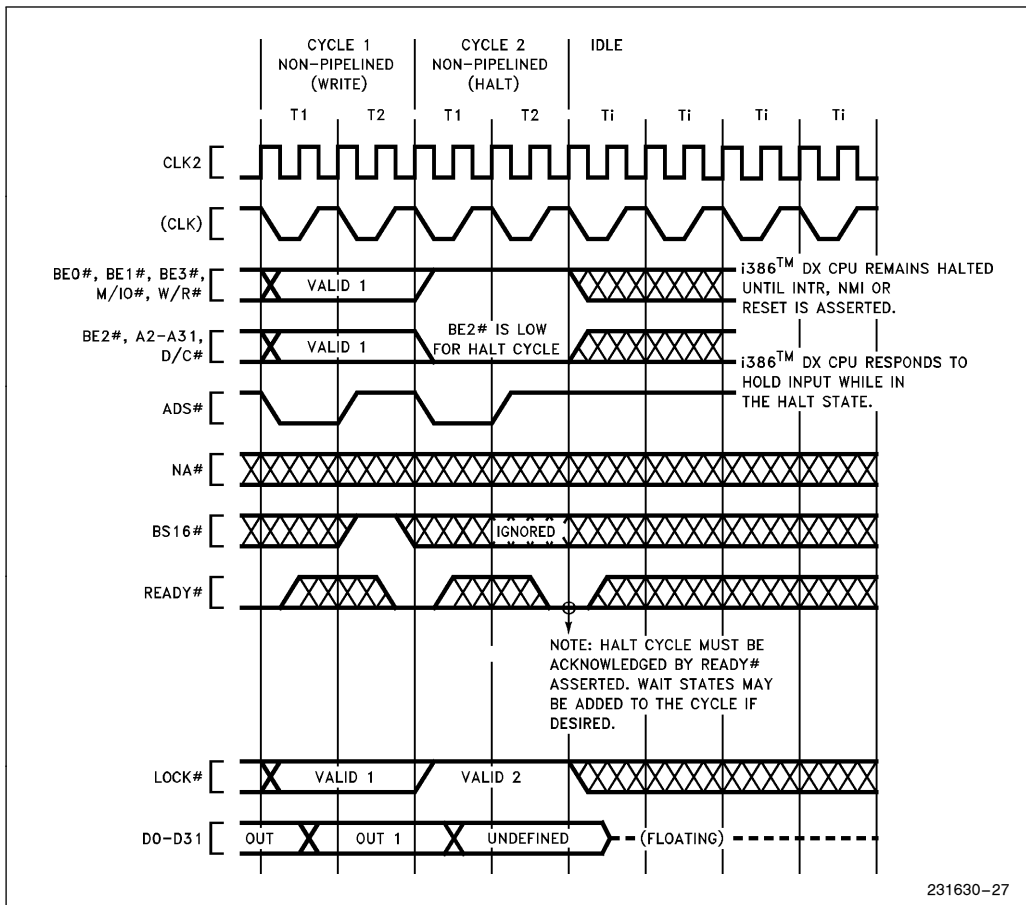 CYCLE 1
NON-PIPELINED
(WRITE)
CYCLE 2
NON-PIPELINED
(HALT)
IDLE
T1 T2 T1 T2 Ti Ti Ti Ti
CLK2
(CLK)
BE0#, BE1#, BE3#,
M/IO#, W/R#
VALID 1
i386™ DX CPU REMAINS HALTED
UNTIL INTR, NMI OR
RESET IS ASSERTED.
BE2#, A2-A31,
D/C#
VALID 1
BE2# IS LOW
FOR HALT CYCLE
i386™ DX CPU RESPONDS TO
HOLD INPUT WHILE IN
THE HALT STATE.
ADS#
NA#
BS16#
IGNORED
READY#
NOTE: HALT CYCLE MUST BE
ACKNOWLEDGED BY READY#
ASSERTED. WAIT STATES MAY
BE ADDED TO THE CYCLE IF
DESIRED.
LOCK#
VALID 1
VALID 2
D0-D31
OUT
OUT 1
UNDEFINED
(FLOATING)
231630-27